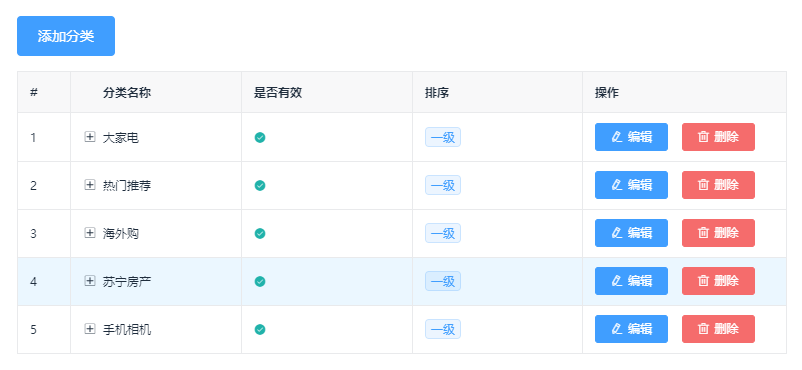 添加分类
# 分类名称 是否有效 排序 操作
1 大家电 一级 编辑 删除
2 热门推荐 一级 编辑 删除
3 海外购 一级 编辑 删除
4 苏宁房产 一级 编辑 删除
5 手机相机 一级 编辑 删除